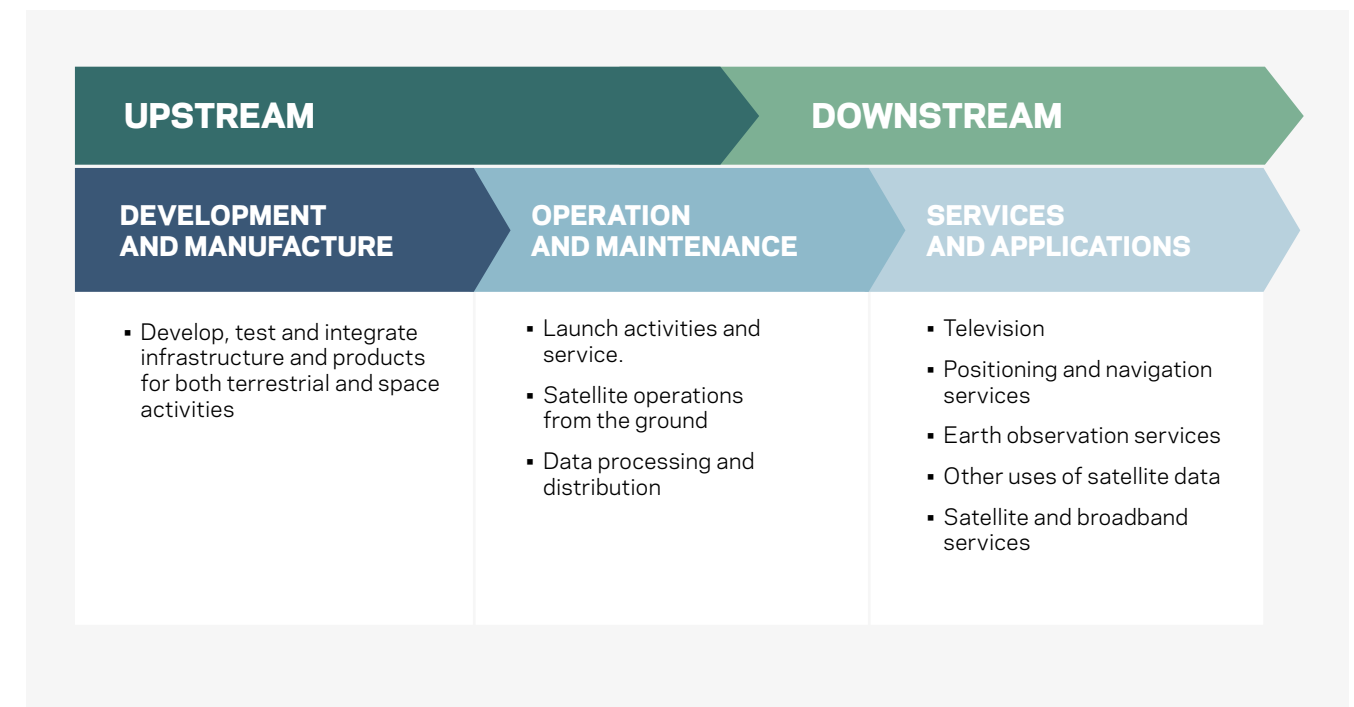 UPSTREAM
DOWNSTREAM
DEVELOPMENT
AND MANUFACTURE
OPERATION
AND MAINTENANCE
SERVICES
AND APPLICATIONS
▪ Develop, test and integrate
infrastructure and products
for both terrestrial and space
activities
▪ Launch activities and
service.
▪ Satellite operations
from the ground
▪ Data processing and
distribution
▪ Television
▪ Positioning and navigation
services
▪ Earth observation services
▪ Other uses of satellite data
▪ Satellite and broadband
services